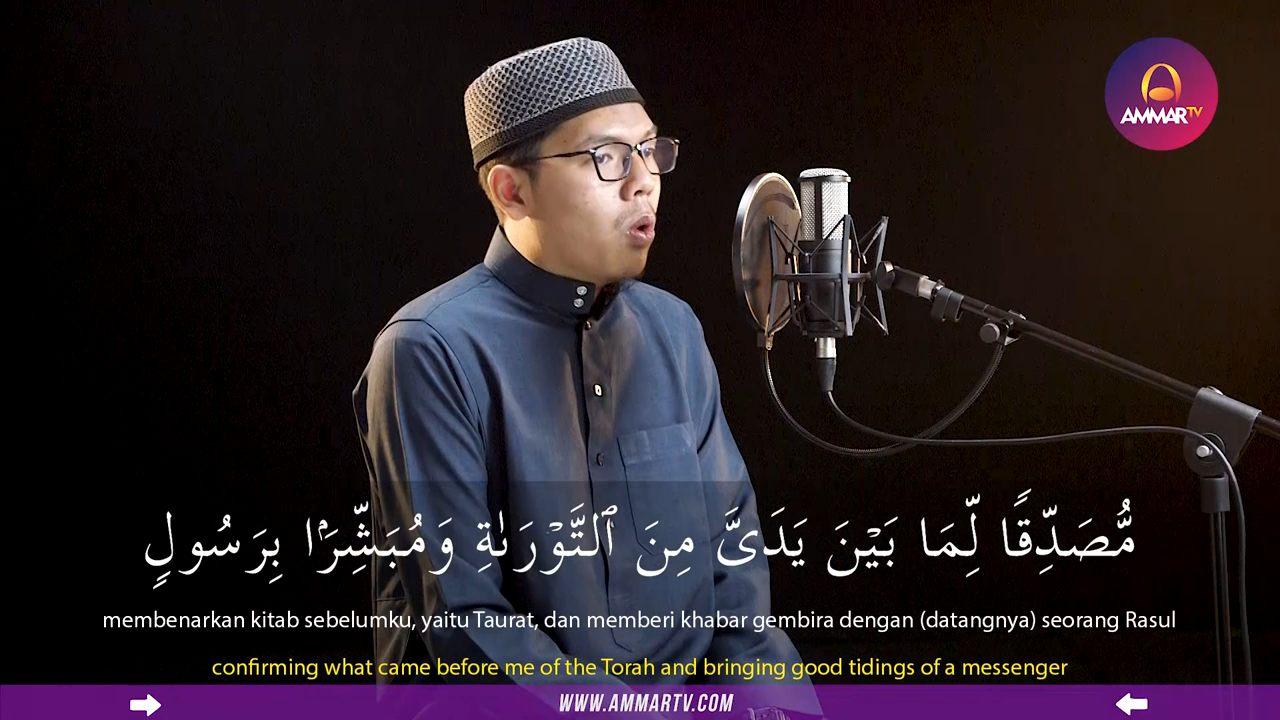 AMMARTV
مُّصَدِّقًا لِّمَا بَيْنَ يَدَىَّ مِنَ ٱلتَّوْرَىٰةِ وَمُبَشِّرًۢا بِرَسُولٍ
membenarkan kitab sebelumku, yaitu Taurat, dan memberi khabar gembira dengan (datangnya) seorang Rasul
confirming what came before me of the Torah and bringing good tidings of a messenger
WWW.AMMARTV.COM